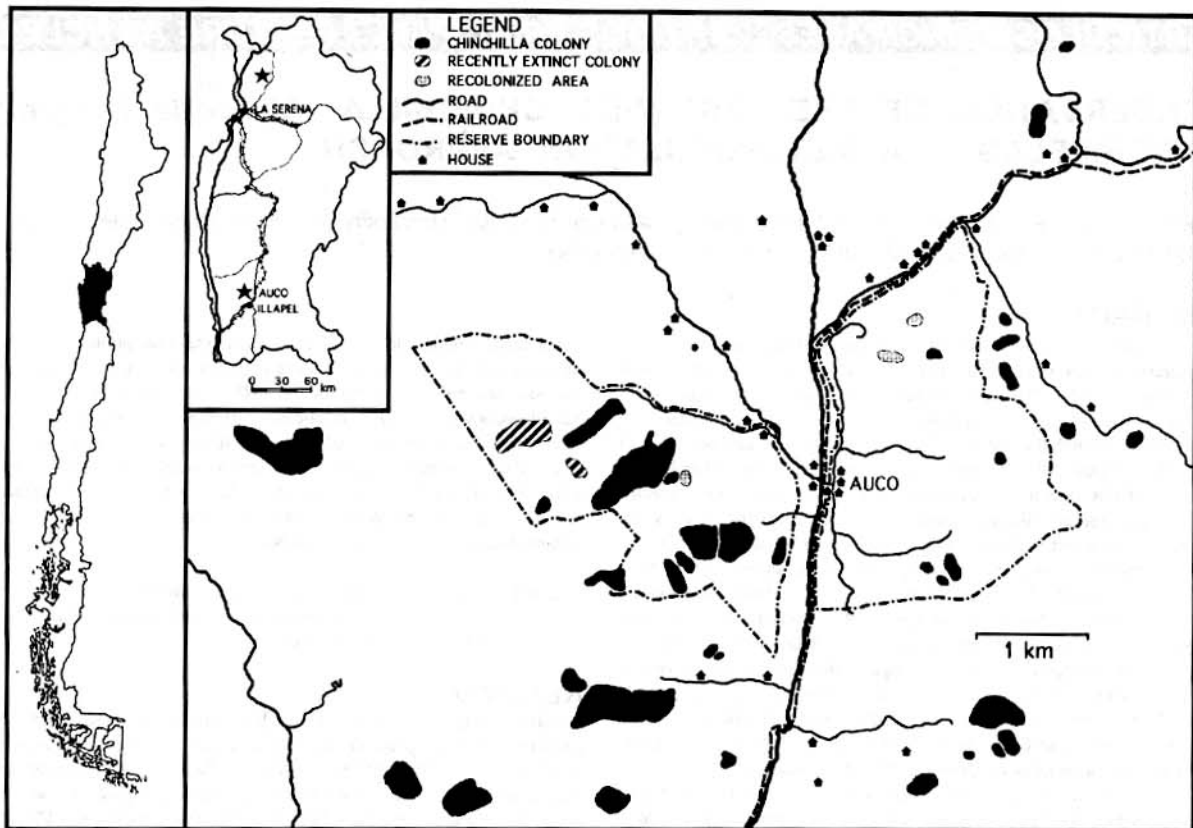 LA SERENA
AUCO
ILLAPEL
0 30 60
km
LEGEND
CHINCHILLA COLONY
RECENTLY EXTINCT COLONY
RECOLONIZED AREA
ROAD
RAILROAD
RESERVE BOUNDARY
HOUSE
AUCO
1 km